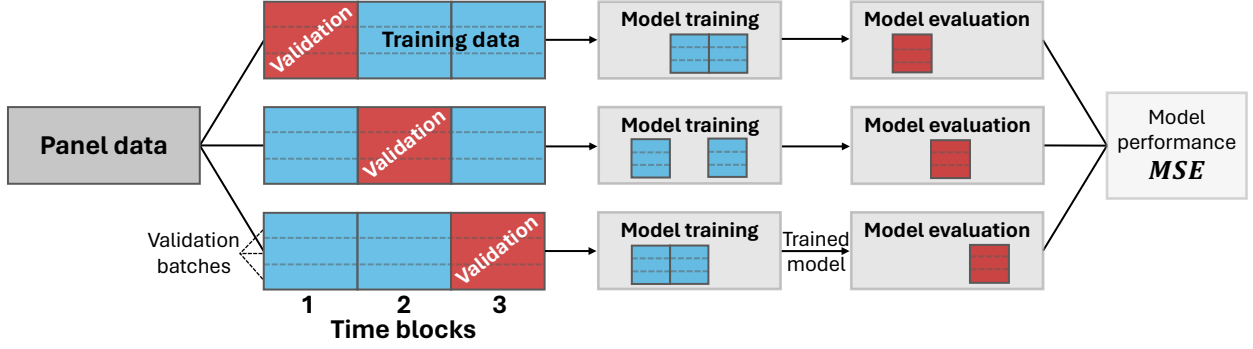 Panel data
Validation
Training data
Model training
Model evaluation
Validation
Model training
Model evaluation
Validation
batches
Validation
Model training
Trained
model
Model evaluation
1 2 3
Time blocks
Model
performance
MSE